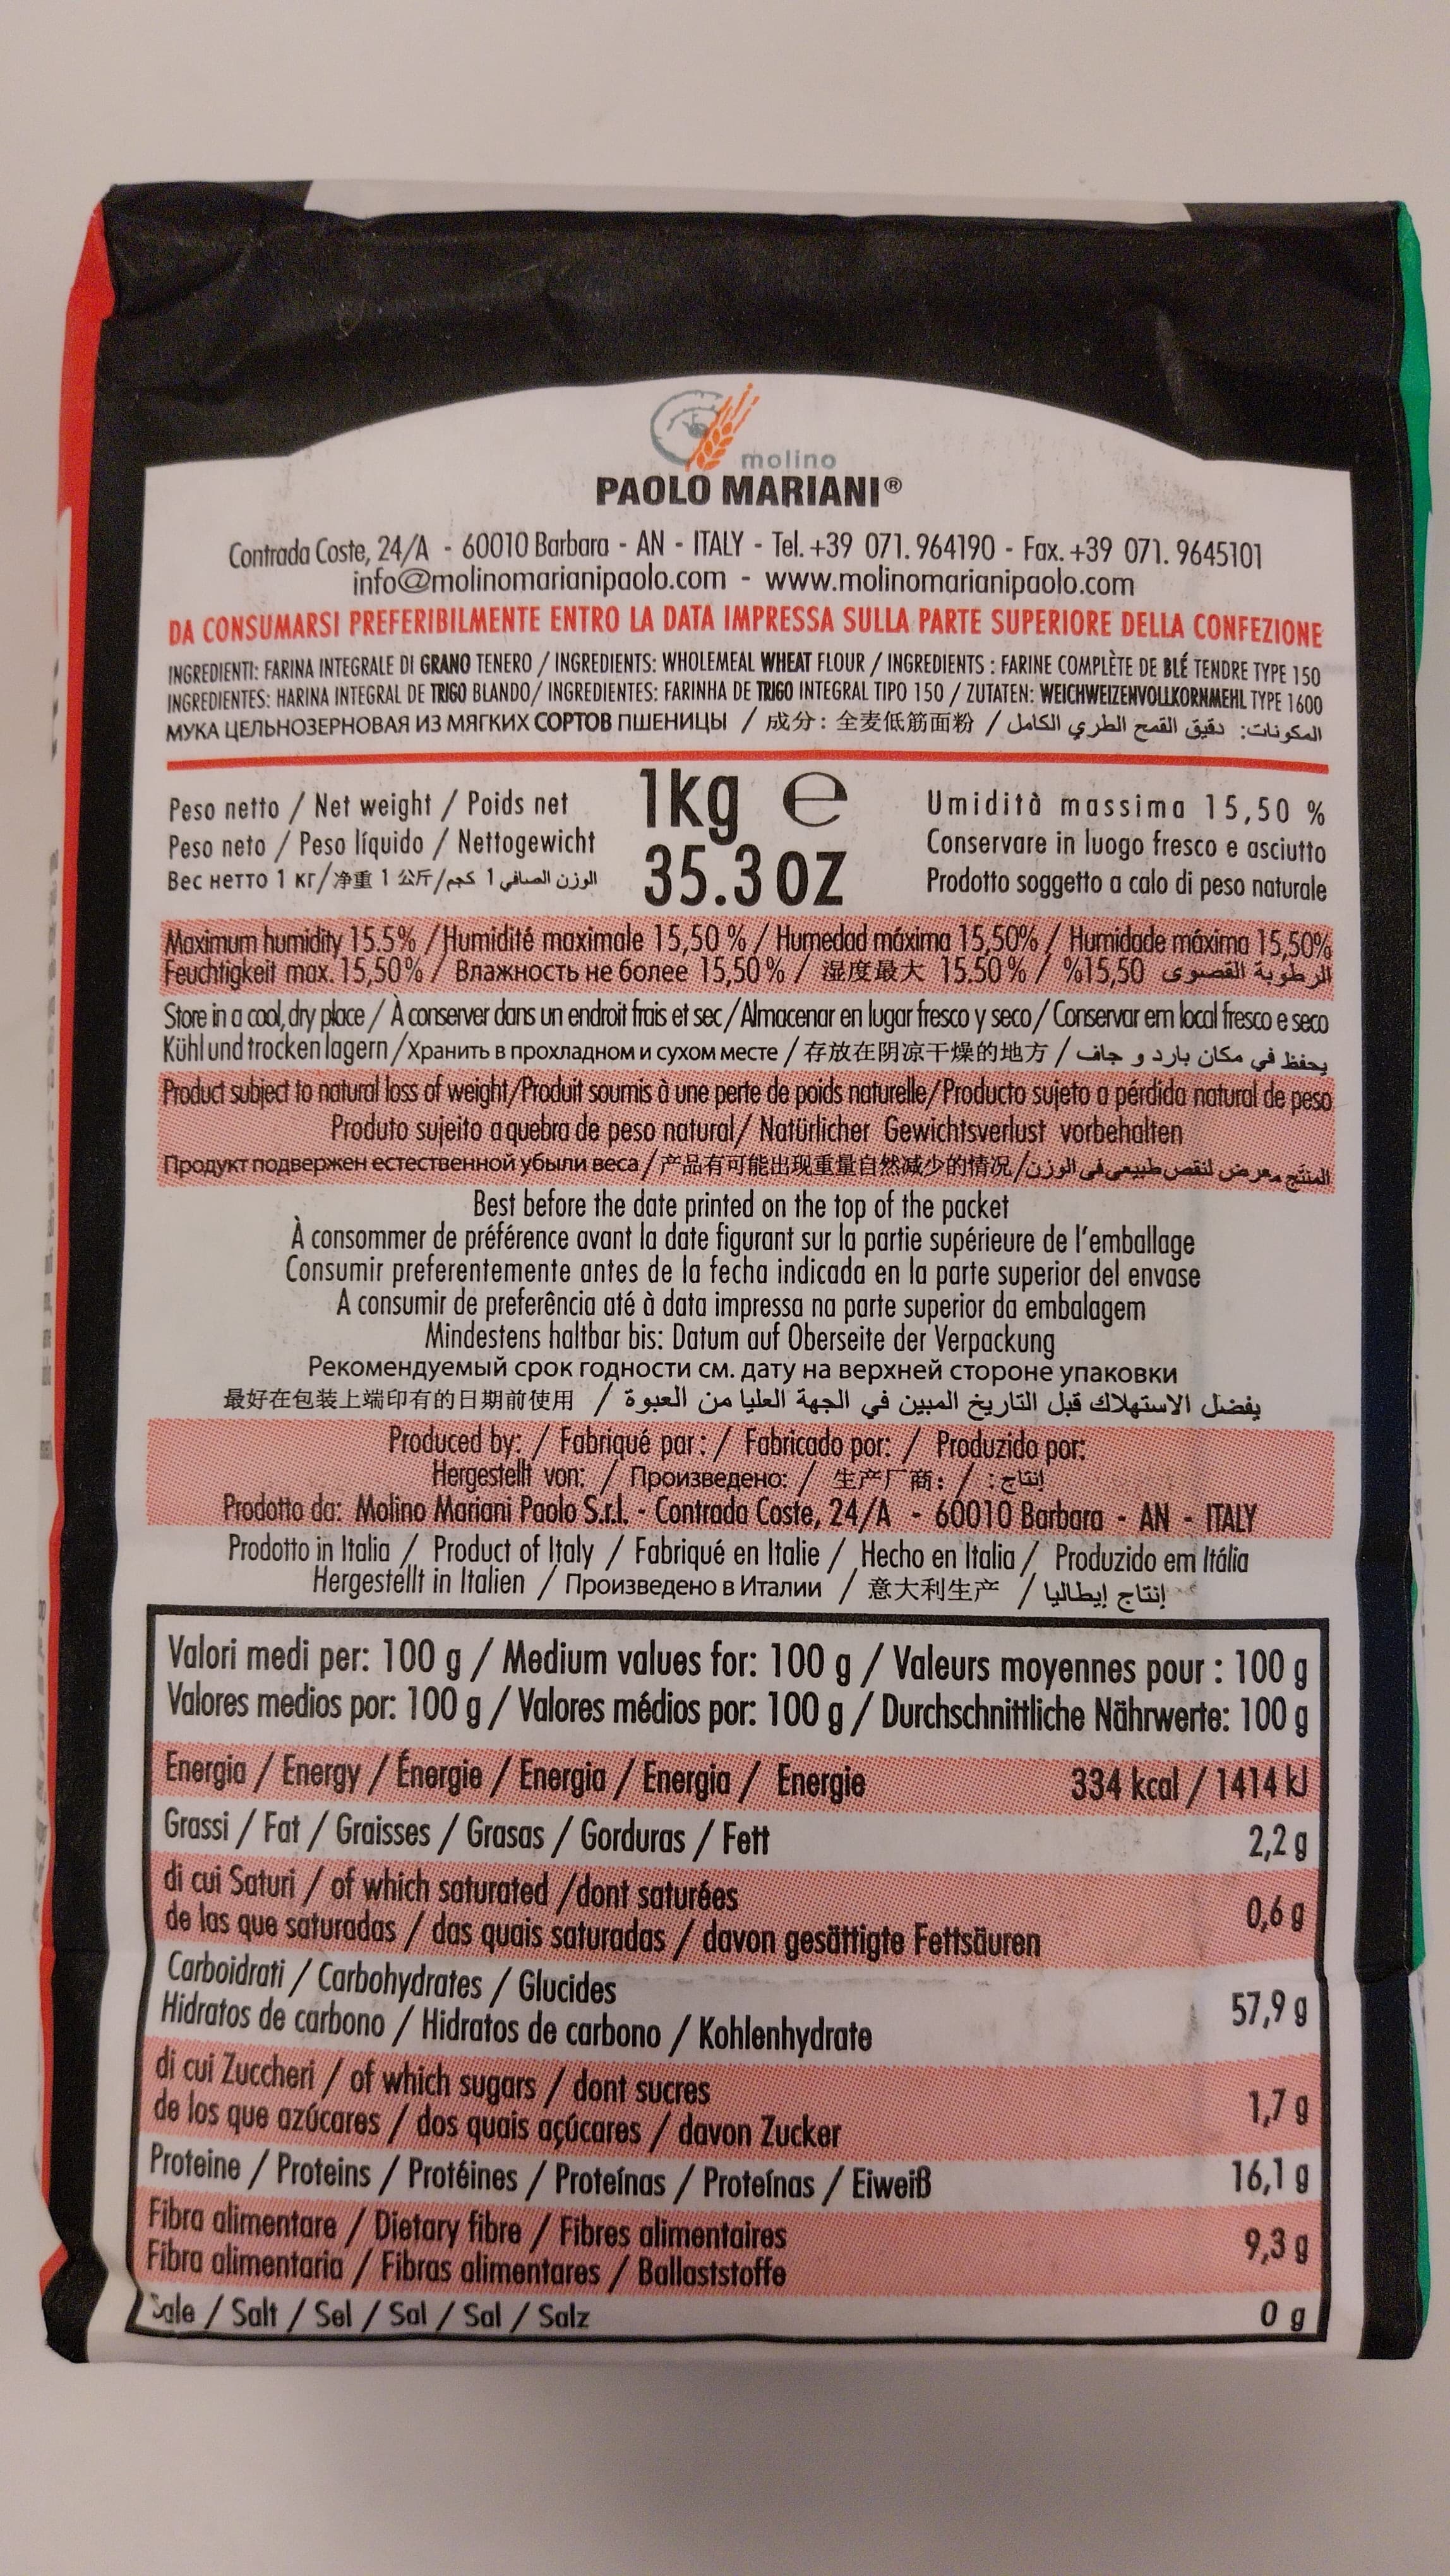 molino
PAOLO MARIANI®
Contrada Coste, 24/A - 60010 Barbara - AN - ITALY - Tel. +39 071. 964190 - Fax. +39 071. 9645101
info@molinomarianipaolo.com - www.molinomarianipaolo.com
DA CONSUMARSI PREFERIBILMENTE ENTRO LA DATA IMPRESSA SULLA PARTE SUPERIORE DELLA CONFEZIONE
INGREDIENTI: FARINA INTEGRALE DI GRANO TENERO / INGREDIENTS: WHOLEMEAL WHEAT FLOUR / INGREDIENTS : FARINE COMPLÈTE DE BLÉ TENDRE TYPE 150
INGREDIENTES: HARINA INTEGRAL DE TRIGO BLANDO/ INGREDIENTES: FARINHA DE TRIGO INTEGRAL TIPO 150 / ZUTATEN: WEICHWEIZENVOLLKORNMEHL TYPE 1600
МУКА ЦЕЛЬНОЗЕРНОВАЯ ИЗ МЯГКИХ СОРТОВ ПШЕНИЦЫ / 成分: 全麦低筋面粉 / المكونات: دقيق القمح الطري الكامل
Peso netto / Net weight / Poids net
Peso neto / Peso líquido / Nettogewicht
Вес нетто 1 кг/净重 1 公斤/الوزن الصافي 1 كجم
1kg e
35.3 OZ
Umidità massima 15,50 %
Conservare in luogo fresco e asciutto
Prodotto soggetto a calo di peso naturale
Maximum humidity 15.5% / Humidité maximale 15,50 % / Humedad máxima 15,50% / Humidade máxima 15,50%
Feuchtigkeit max. 15,50% / Влажность не более 15,50 % / 湿度最大 15.50 % / %15,50 الرطوبة القصوى
Store in a cool, dry place / À conserver dans un endroit frais et sec / Almacenar en lugar fresco y seco / Conservar em local fresco e seco
Kühl und trocken lagern / хранить в прохладном и сухом месте / 存放在阴凉干燥的地方 / يحفظ في مكان بارد و جاف
Product subject to natural loss of weight/Produit soumis à une perte de poids naturelle/Producto sujeto a pérdida natural de peso
Produto sujeito a quebra de peso natural/ Natürlicher Gewichtsverlust vorbehalten
Продукт подвержен естественной убыли веса / 产品有可能出现重量自然减少的情况 / المنتج معرض لنقص طبيعي في الوزن
Best before the date printed on the top of the packet
À consommer de préférence avant la date figurant sur la partie supérieure de l'emballage
Consumir preferentemente antes de la fecha indicada en la parte superior del envase
A consumir de preferência até à data impressa na parte superior da embalagem
Mindestens haltbar bis: Datum auf Oberseite der Verpackung
Рекомендуемый срок годности см. дату на верхней стороне упаковки
最好在包装上端印有的日期前使用 / يفضل الاستهلاك قبل التاريخ المبين في الجهة العليا من العبوة
Produced by: / Fabriqué par : / Fabricado por: / Produzido por:
Hergestellt von: / Произведено: / 生产厂商: / إنتاج:
Prodotto da: Molino Mariani Paolo S.r.l. - Contrada Coste, 24/A - 60010 Barbara - AN - ITALY
Prodotto in Italia / Product of Italy / Fabriqué en Italie / Hecho en Italia / Produzido em Itália
Hergestellt in Italien / Произведено в Италии / 意大利生产 / إنتاج إيطاليا
Valori medi per: 100 g / Medium values for: 100 g / Valeurs moyennes pour : 100 g
Valores medios por: 100 g / Valores médios por: 100 g / Durchschnittliche Nährwerte: 100 g
Energia / Energy / Énergie / Energia / Energia / Energie 334 kcal / 1414 kJ
Grassi / Fat / Graisses / Grasas / Gorduras / Fett 2,2 g
di cui Saturi / of which saturated /dont saturées
de las que saturadas / das quais saturadas / davon gesättigte Fettsäuren 0,6 g
Carboidrati / Carbohydrates / Glucides
Hidratos de carbono / Hidratos de carbono / Kohlenhydrate 57,9 g
di cui Zuccheri / of which sugars / dont sucres
de los que azúcares / dos quais açúcares / davon Zucker 1,7 g
Proteine / Proteins / Protéines / Proteínas / Proteínas / Eiweiß 16,1 g
Fibra alimentare / Dietary fibre / Fibres alimentaires
Fibra alimentaria / Fibras alimentares / Ballaststoffe 9,3 g
Sale / Salt / Sel / Sal / Sal / Salz 0 g